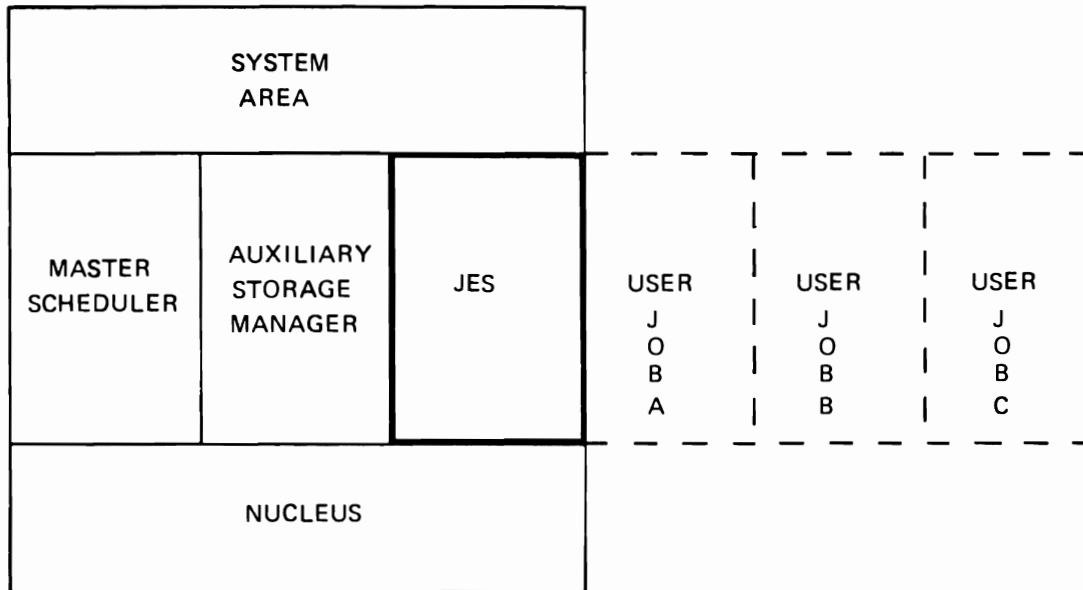 SYSTEM
AREA
MASTER
SCHEDULER
AUXILIARY
STORAGE
MANAGER
JES
USER
J
O
B
A
USER
J
O
B
B
USER
J
O
B
C
NUCLEUS